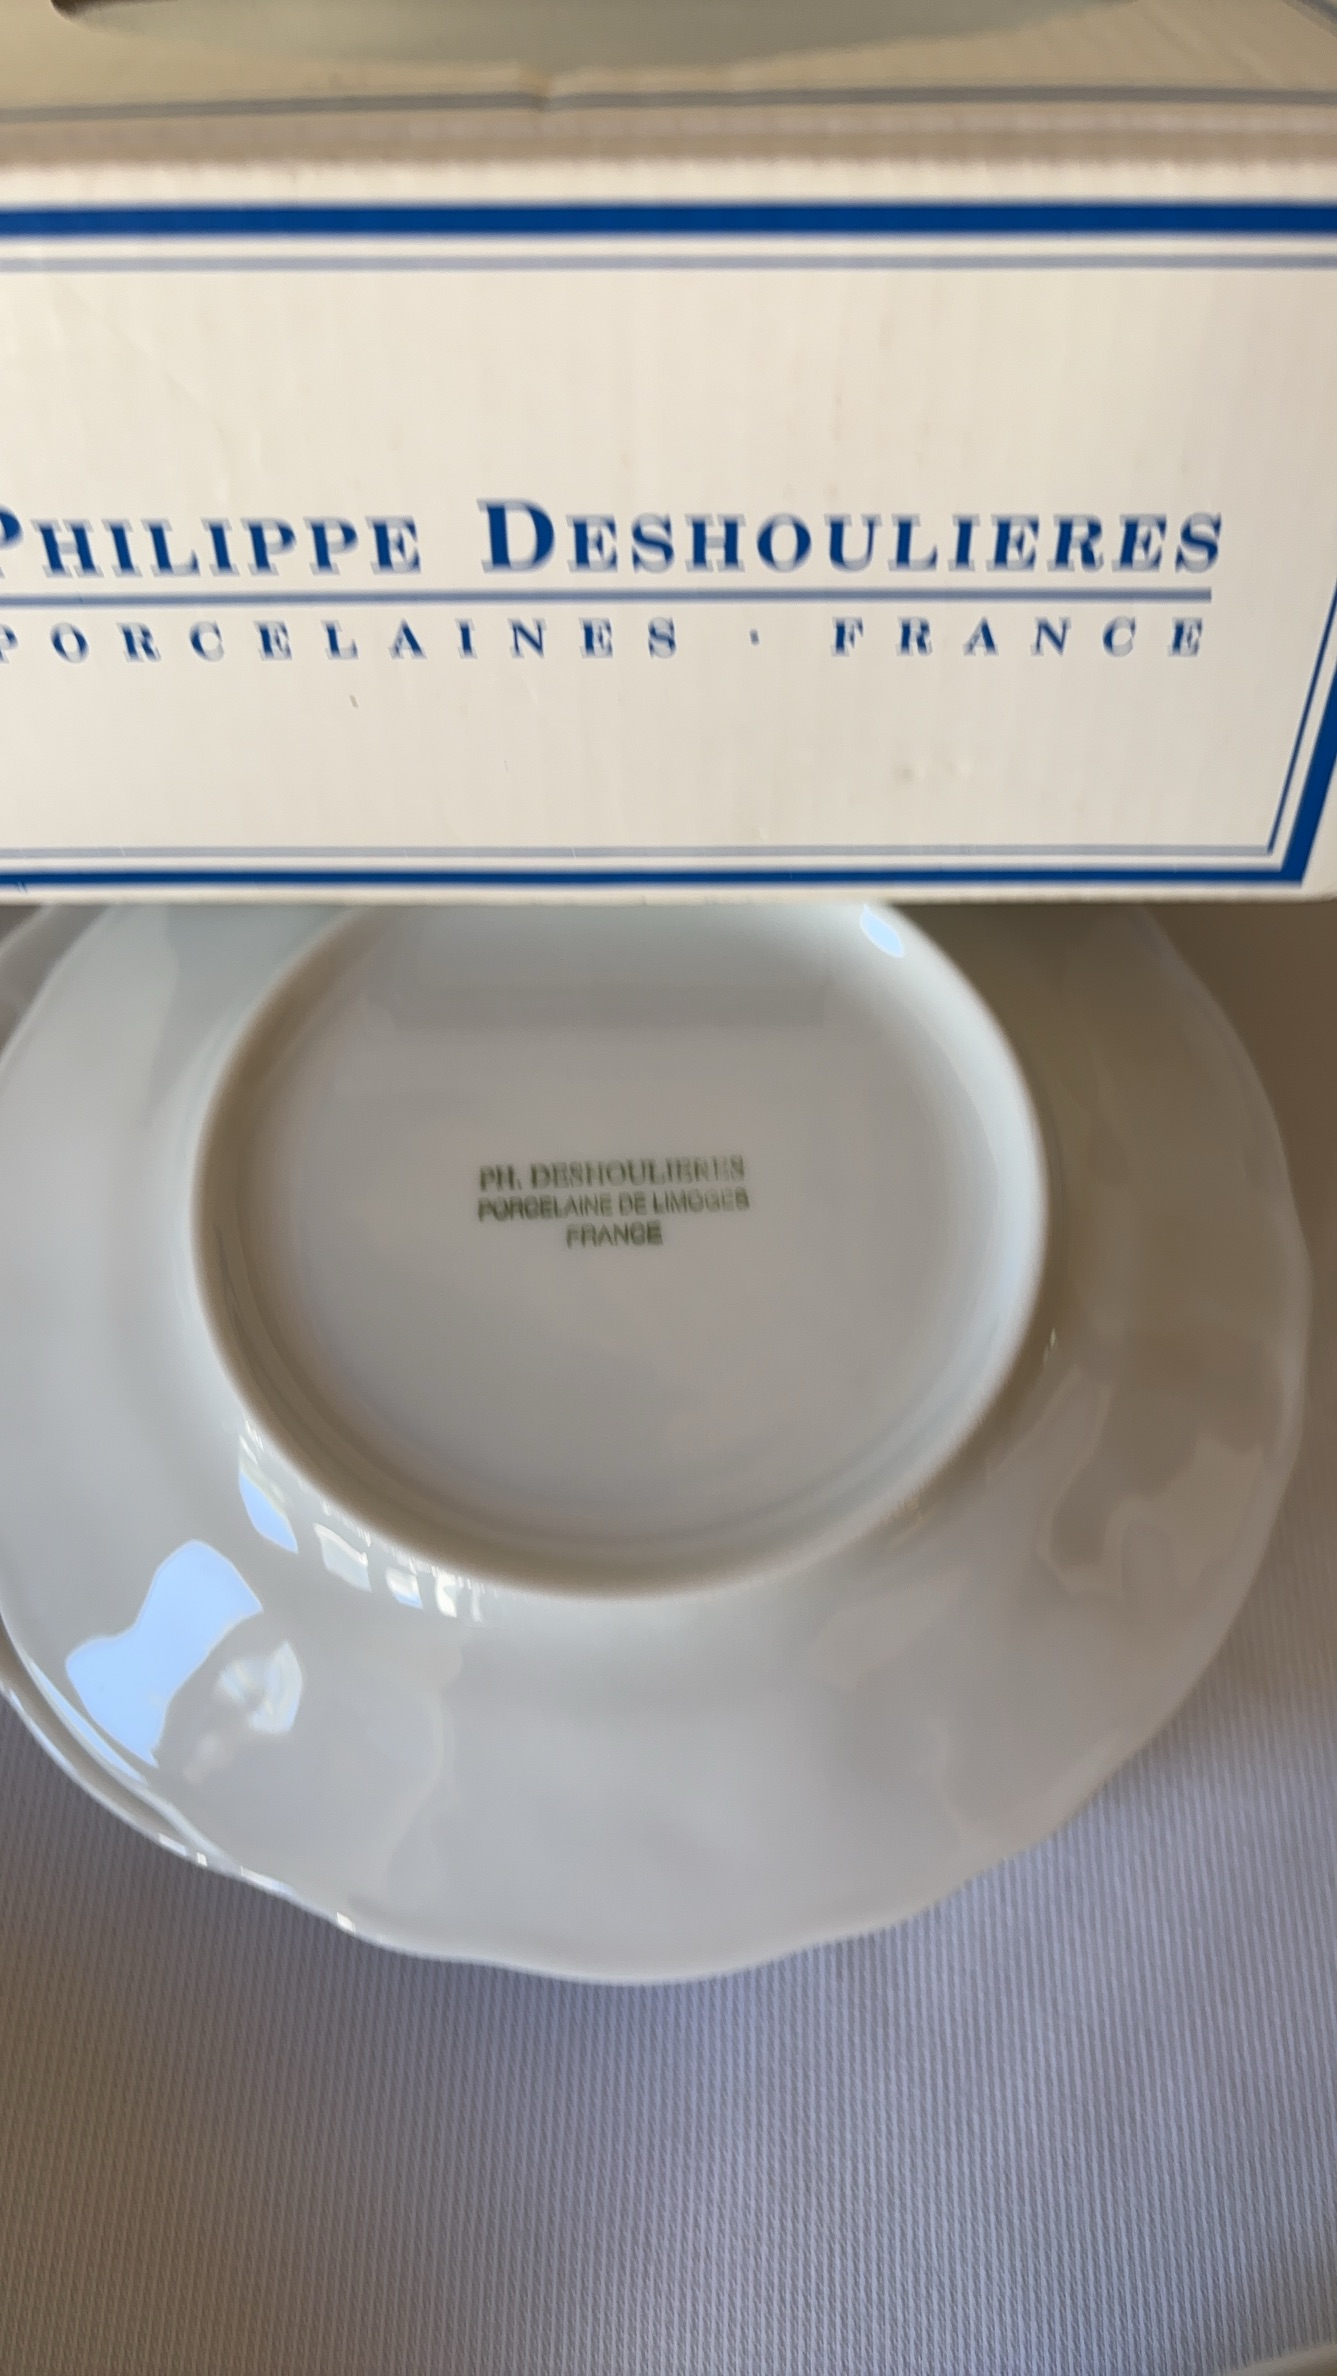 PHILIPPE DESHOULIERES
PORCELAINES · FRANCE
PH. DESHOULIERES
PORCELAINE DE LIMOGES
FRANCE